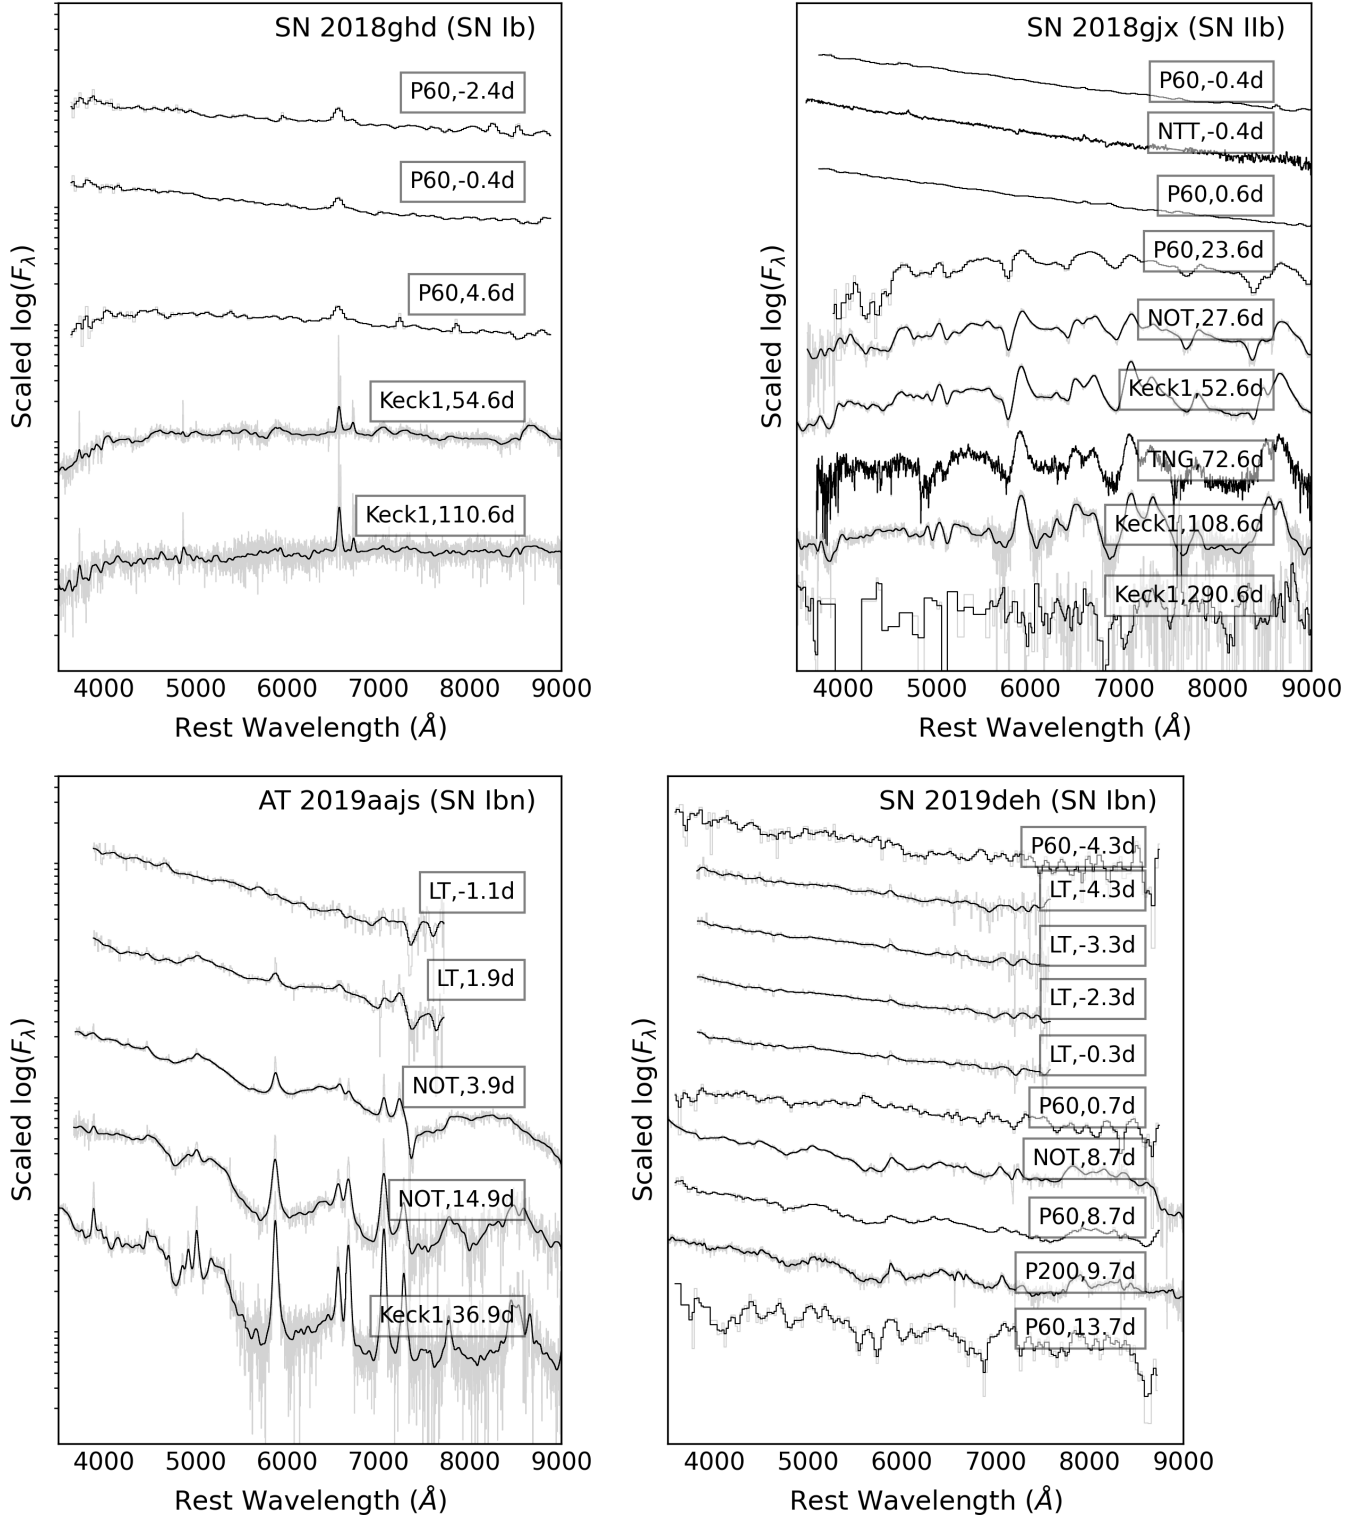 SN 2018ghd (SN Ib)
P60,-2.4d
P60,-0.4d
P60,4.6d
Keck1,54.6d
Keck1,110.6d
Scaled log(Fλ)
4000 5000 6000 7000 8000 9000
Rest Wavelength (Å)
SN 2018gjx (SN IIb)
P60,-0.4d
NTT,-0.4d
P60,0.6d
P60,23.6d
NOT,27.6d
Keck1,52.6d
TNG,72.6d
Keck1,108.6d
Keck1,290.6d
Scaled log(Fλ)
4000 5000 6000 7000 8000 9000
Rest Wavelength (Å)
AT 2019aajs (SN Ibn)
LT,-1.1d
LT,1.9d
NOT,3.9d
NOT,14.9d
Keck1,36.9d
Scaled log(Fλ)
4000 5000 6000 7000 8000 9000
Rest Wavelength (Å)
SN 2019deh (SN Ibn)
P60,-4.3d
LT,-4.3d
LT,-3.3d
LT,-2.3d
LT,-0.3d
P60,0.7d
NOT,8.7d
P60,8.7d
P200,9.7d
P60,13.7d
Scaled log(Fλ)
4000 5000 6000 7000 8000 9000
Rest Wavelength (Å)